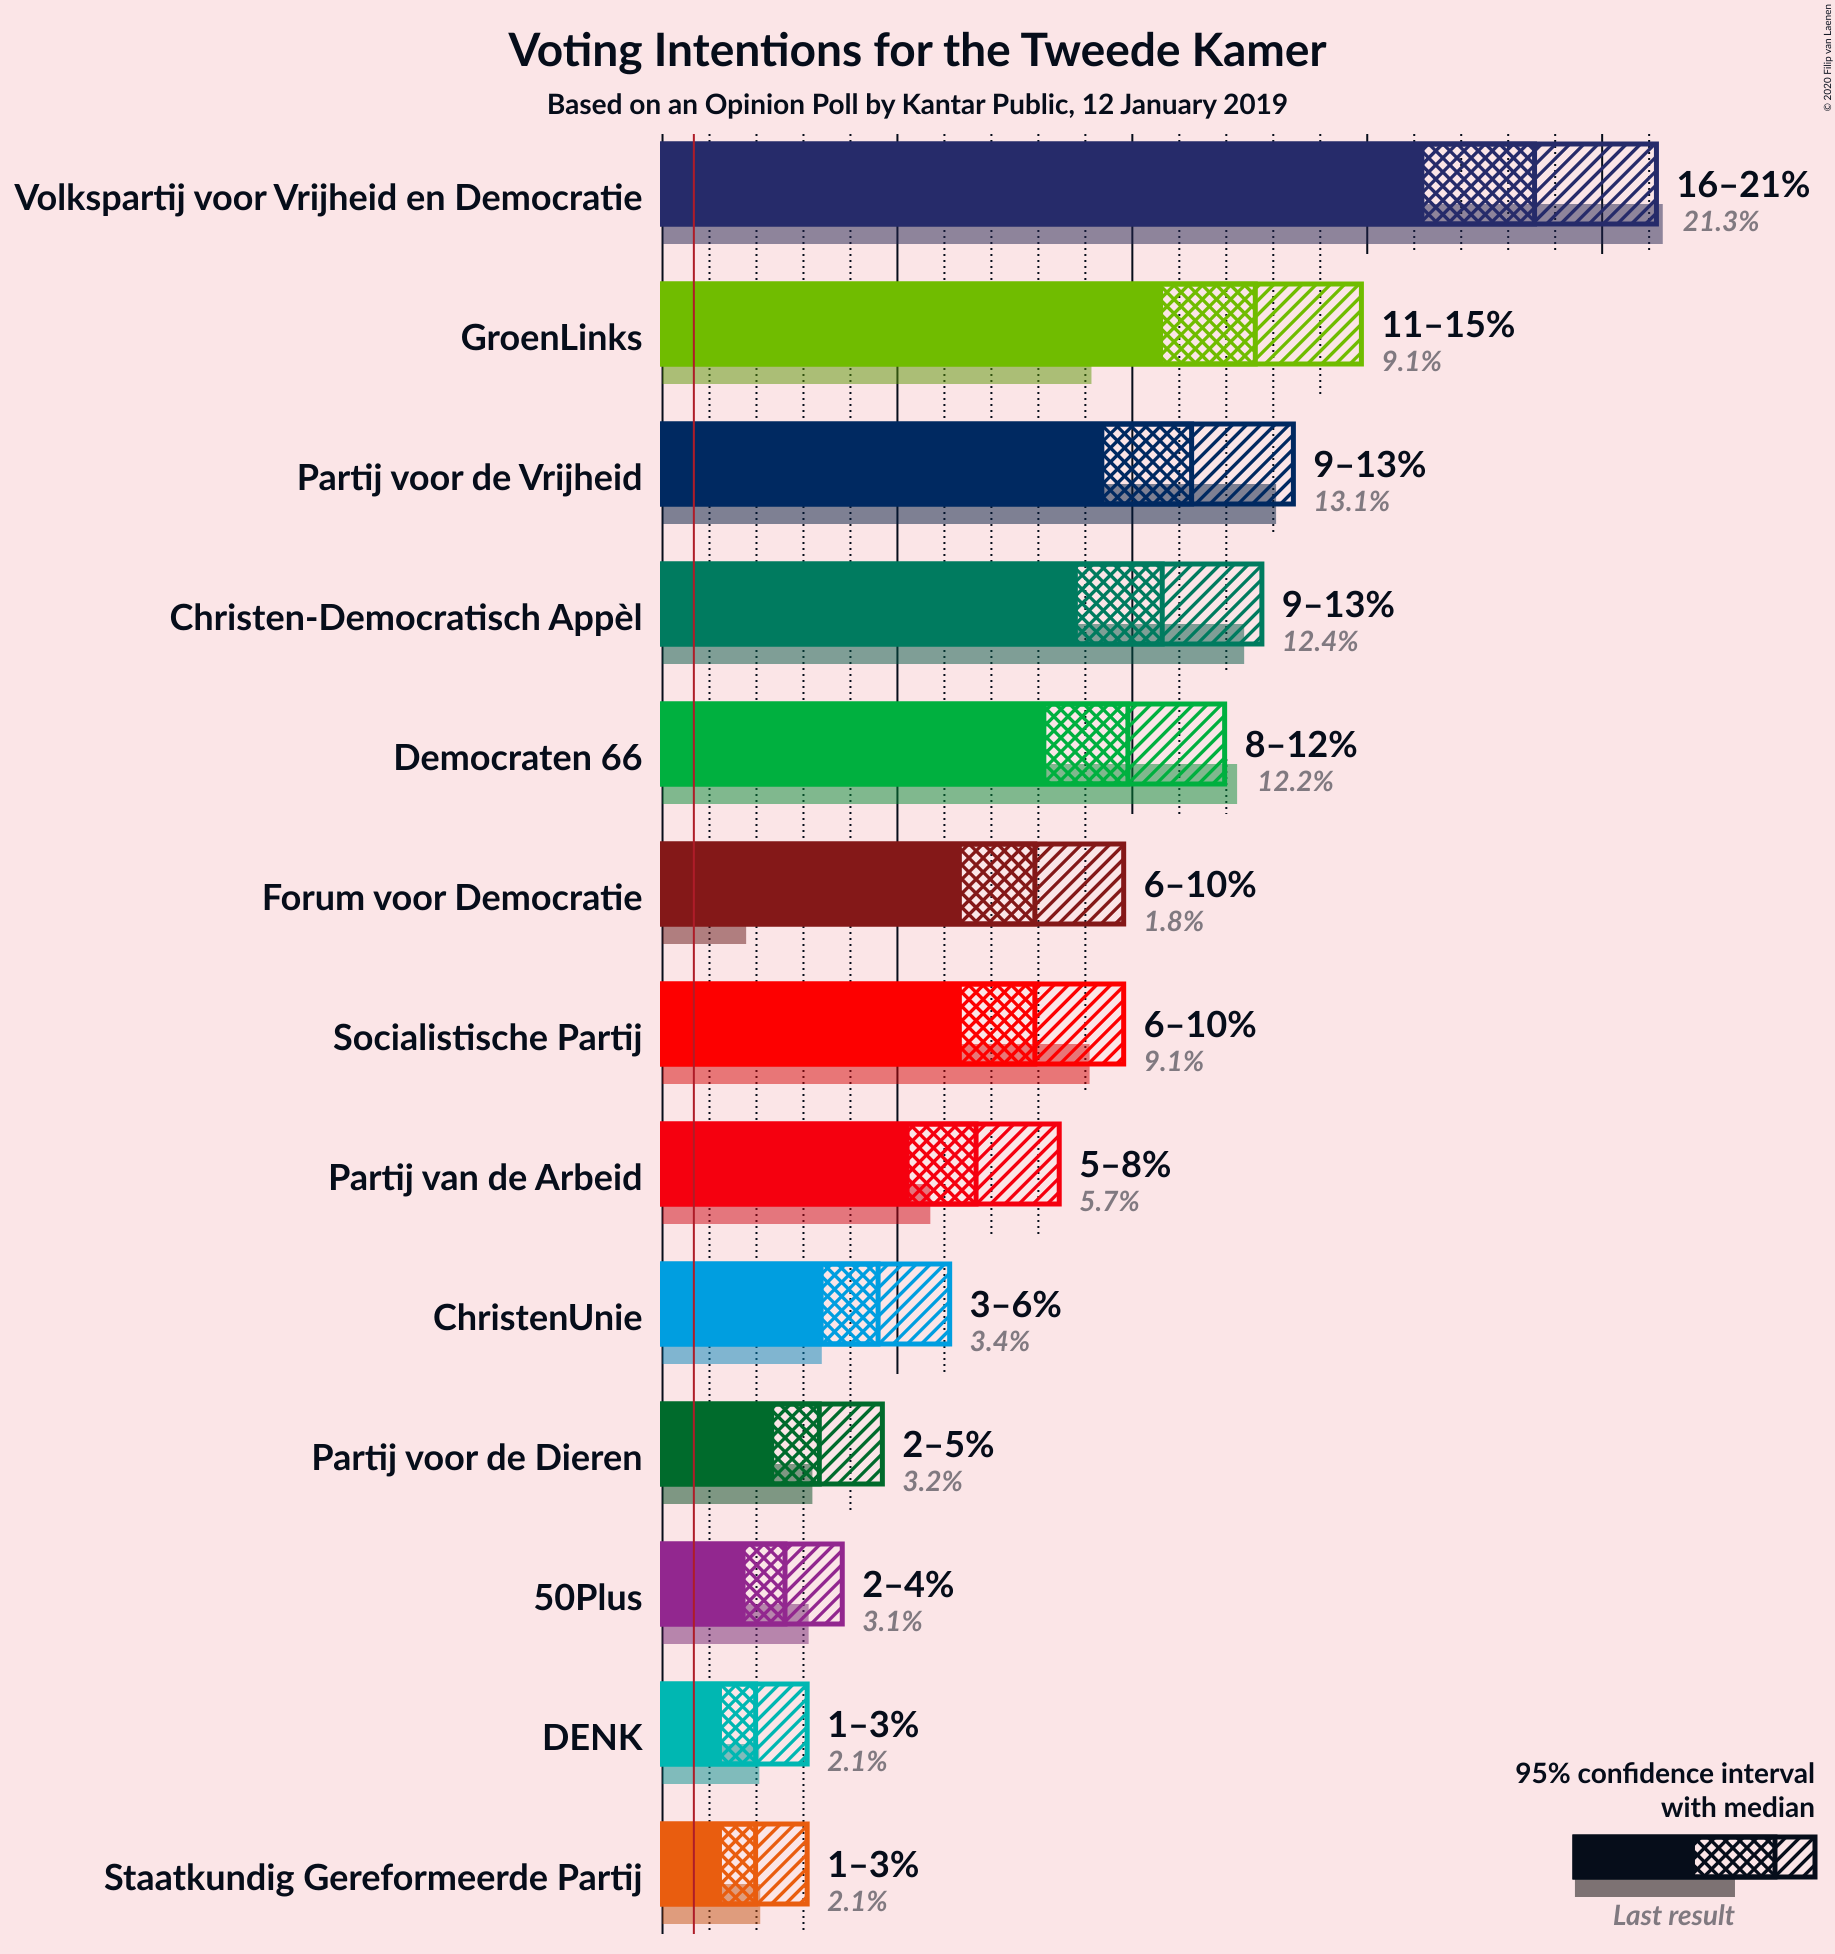 Voting Intentions for the Tweede Kamer
Based on an Opinion Poll by Kantar Public, 12 January 2019
© 2020 Filip van Laenen
Volkspartij voor Vrijheid en Democratie
16–21%
21.3%
GroenLinks
11–15%
9.1%
Partij voor de Vrijheid
9–13%
13.1%
Christen-Democratisch Appèl
9–13%
12.4%
Democraten 66
8–12%
12.2%
Forum voor Democratie
6–10%
1.8%
Socialistische Partij
6–10%
9.1%
Partij van de Arbeid
5–8%
5.7%
ChristenUnie
3–6%
3.4%
Partij voor de Dieren
2–5%
3.2%
50Plus
2–4%
3.1%
DENK
1–3%
2.1%
Staatkundig Gereformeerde Partij
1–3%
2.1%
95% confidence interval
with median
Last result